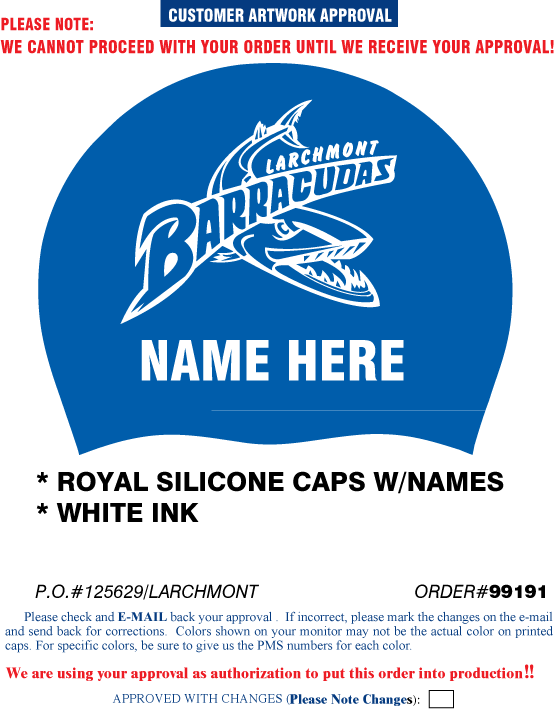 CUSTOMER ARTWORK APPROVAL
PLEASE NOTE:
WE CANNOT PROCEED WITH YOUR ORDER UNTIL WE RECEIVE YOUR APPROVAL!
LARCHMONT
BARRACUDAS
NAME HERE
* ROYAL SILICONE CAPS W/NAMES
* WHITE INK
P.O.#125629/LARCHMONT ORDER#99191
Please check and E-MAIL back your approval . If incorrect, please mark the changes on the e-mail
and send back for corrections. Colors shown on your monitor may not be the actual color on printed
caps. For specific colors, be sure to give us the PMS numbers for each color.
We are using your approval as authorization to put this order into production!!
APPROVED WITH CHANGES (Please Note Changes):